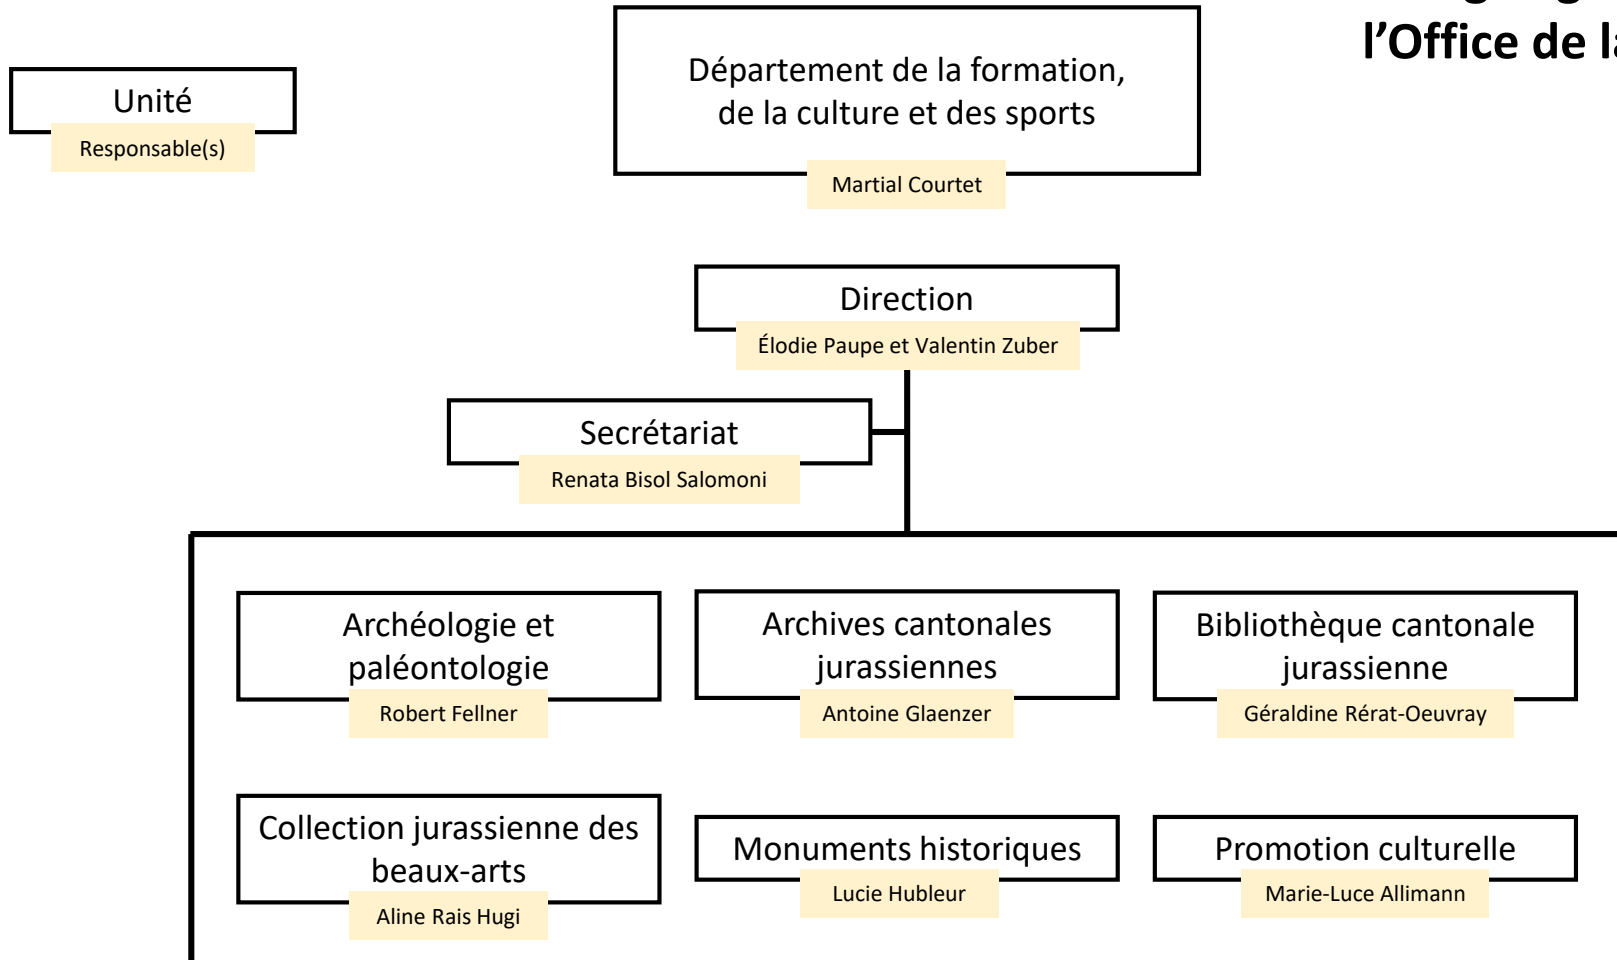 l'Office de
Unité
Responsable(s)
Département de la formation,
de la culture et des sports
Martial Courtet
Direction
Élodie Paupe et Valentin Zuber
Secrétariat
Renata Bisol Salomoni
Archéologie et
paléontologie
Robert Fellner
Archives cantonales
jurassiennes
Antoine Glaenzer
Bibliothèque cantonale
jurassienne
Géraldine Rérat-Oeuvray
Collection jurassienne des
beaux-arts
Aline Rais Hugi
Monuments historiques
Lucie Hubleur
Promotion culturelle
Marie-Luce Allimann